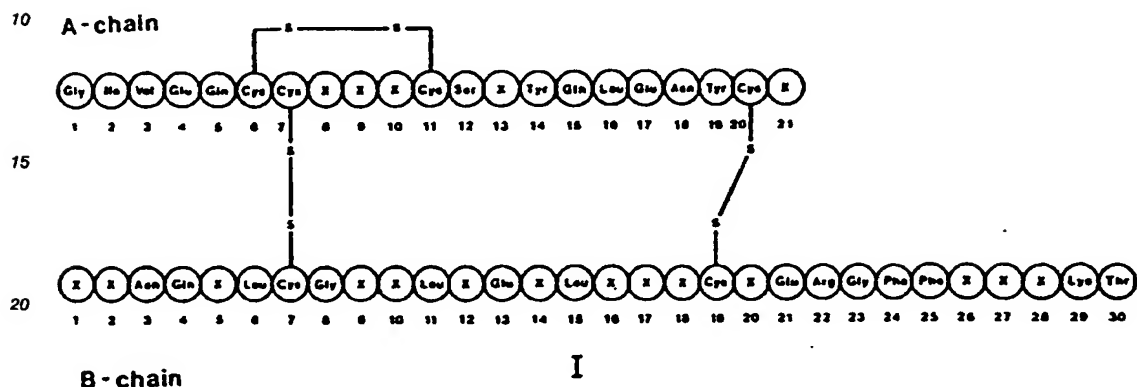 10
A-chain
S S
Gly Ile Val Glu Gln Cys Cys X X X Cys Ser X Tyr Gln Leu Glu Asn Tyr Cys X
1 2 3 4 5 6 7 8 9 10 11 12 13 14 15 16 17 18 19 20 21
15
S S
S S
20
X X Asn Gln X Leu Cys Gly X X Leu X Glu X Leu X X X Cys X Glu Arg Gly Phe Phe X X X Lys Thr
1 2 3 4 5 6 7 8 9 10 11 12 13 14 15 16 17 18 19 20 21 22 23 24 25 26 27 28 29 30
B-chain
I